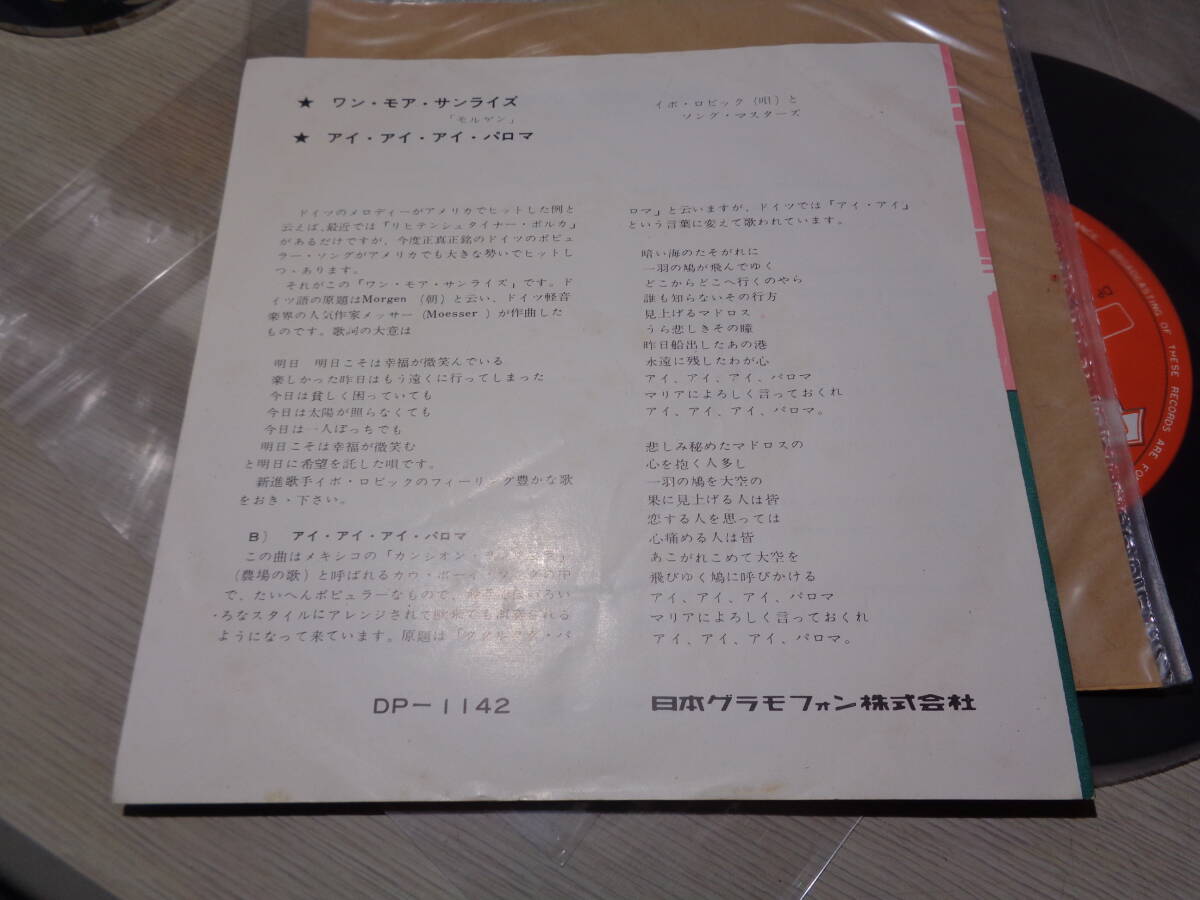 ★ ワン・モア・サンライズ
「モルゲン」
★ アイ・アイ・アイ・パロマ
イボ・ロビック (唄) と
ソング・マスターズ
ドイツのメロディーがアメリカでヒットした例と
云えば、最近では「リヒテンシュタイナー・ポルカ」
があるだけですが、今度正真正銘のドイツのポピュ
ラー・ソングがアメリカでも大きな勢いでヒットし
つゝあります。
それがこの「ワン・モア・サンライズ」です。ド
イツ語の原題はMorgen (朝) と云い、ドイツ軽音
楽界の人気作家メッサー (Moesser) が作曲した
ものです。歌詞の大意は
明日 明日こそは幸福が微笑んでいる
楽しかった昨日はもう遠くに行ってしまった
今日は貧しく困っていても
今日は太陽が照らなくても
今日は一人ぼっちでも
明日こそは幸福が微笑む
と明日に希望を託した唄です。
新進歌手イボ・ロビックのフィーリング豊かな歌
をおきゝ下さい。
B) アイ・アイ・アイ・パロマ
この曲はメキシコの「カンシオン・
(農場の歌) と呼ばれるカウ・ボーイ・ の中
で、たいへんポピュラーなもので、 いろい
ろなスタイルにアレンジされて欧米でも れる
ようになって来ています。原題は「 ・パ
ロマ」と云いますが、ドイツでは「アイ・アイ」
という言葉に変えて歌われています。
暗い海のたそがれに
一羽の鳩が飛んでゆく
どこからどこへ行くのやら
誰も知らないその行方
見上げるマドロス
うら悲しきその瞳
昨日船出したあの港
永遠に残したわが心
アイ、アイ、アイ、パロマ
マリアによろしく言っておくれ
アイ、アイ、アイ、パロマ。
悲しみ秘めたマドロスの
心を抱く人多し
一羽の鳩を大空の
果に見上げる人は皆
恋する人を思っては
心痛める人は皆
あこがれこめて大空を
飛びゆく鳩に呼びかける
アイ、アイ、アイ、パロマ
マリアによろしく言っておくれ
アイ、アイ、アイ、パロマ。
DP-1142
日本グラモフォン株式会社
BROADCASTING OF THESE RECORDS ARE
DP